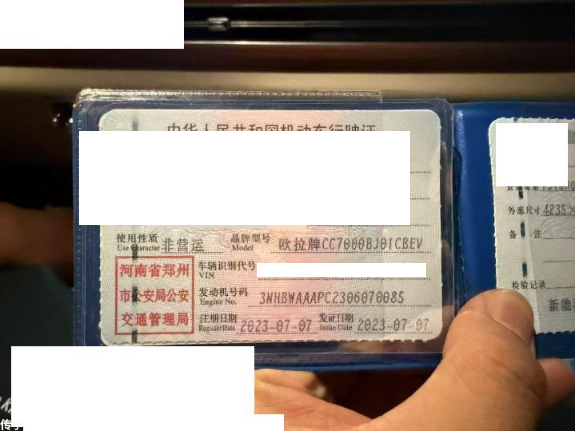 中华人民共和国机动车行驶证
使用性质 非营运 品牌型号 欧拉牌CC7000BJ01CBEV
Use Character Model
河南省郑州
市公安局公安
交通管理局
车辆识别代号
VIN
发动机号码 3NHBWAAAPC2306070085
Engine No.
注册日期 2023-07-07 发证日期 2023-07-07
Register Date Issue Date
外廓尺寸 4235×
备 注
检验记录